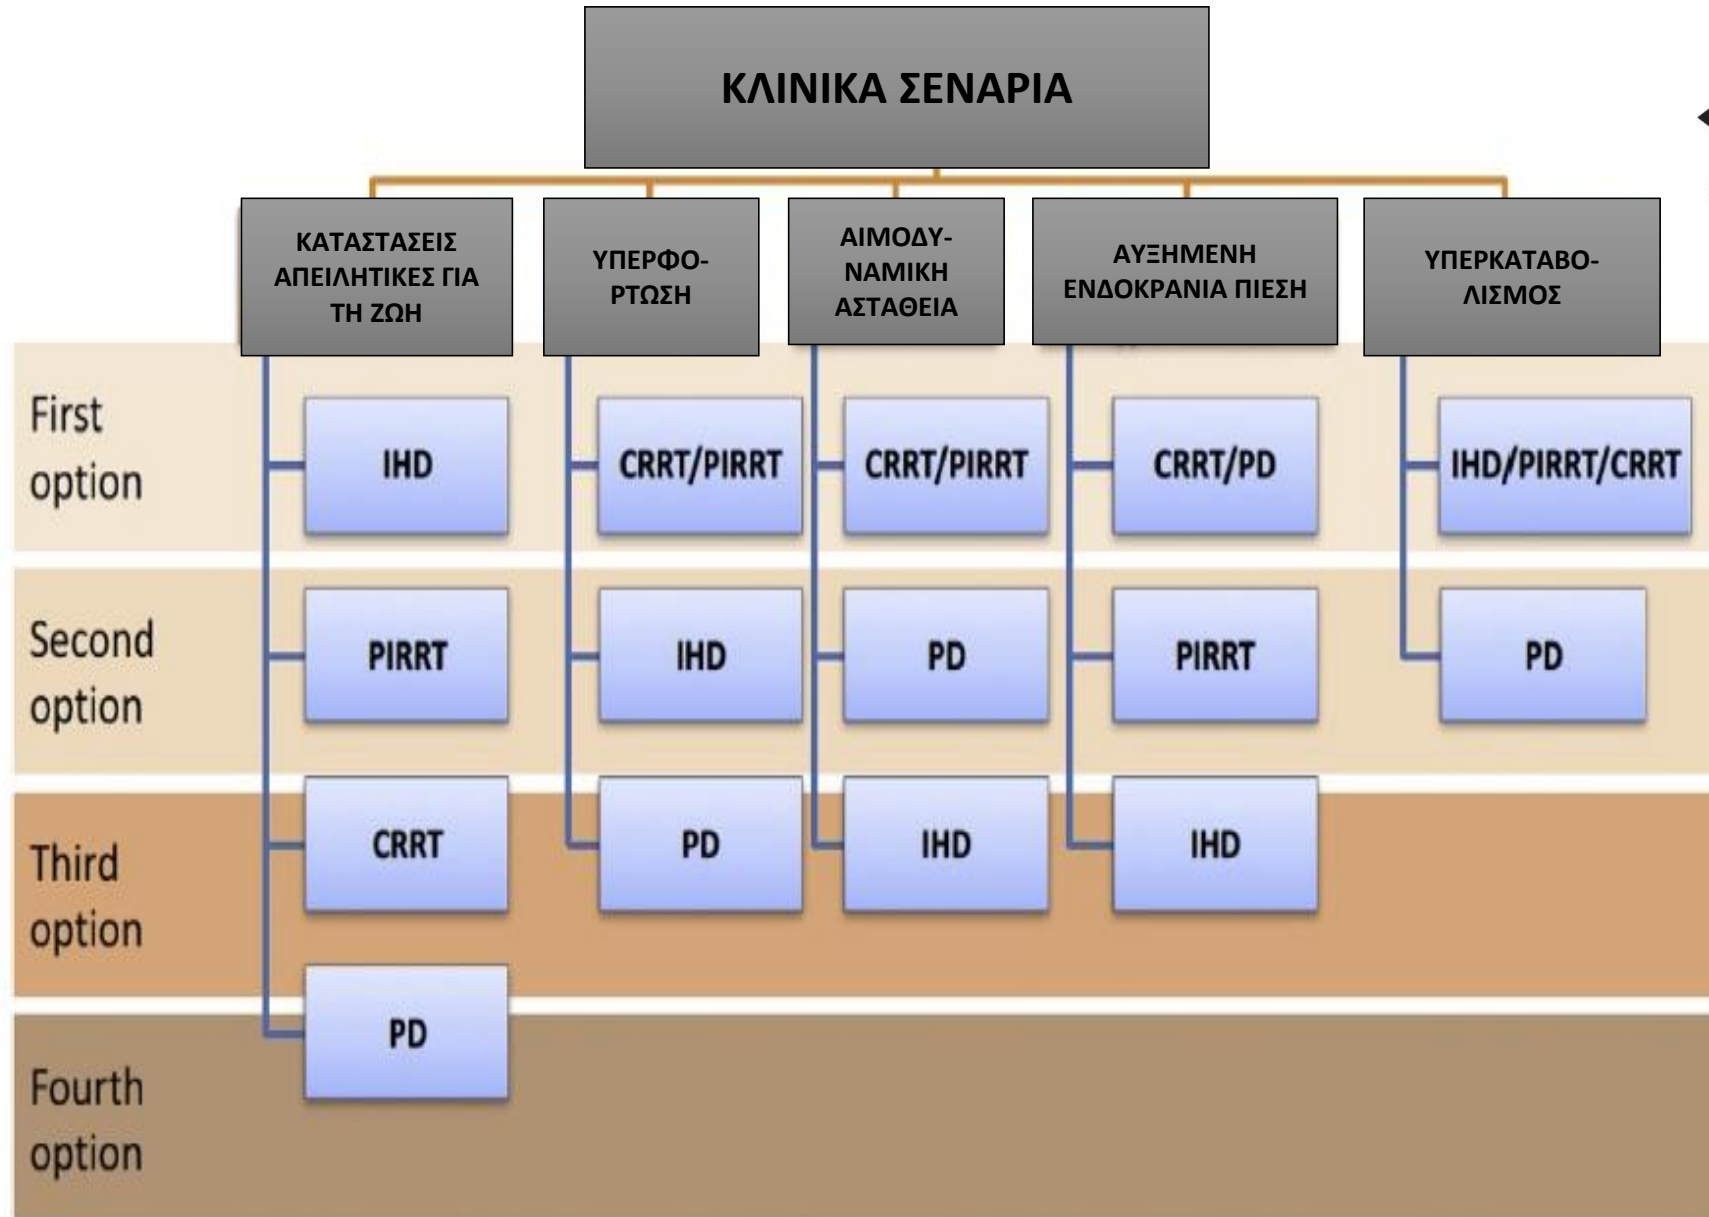 ΚΛΙΝΙΚΑ ΣΕΝΑΡΙΑ
ΚΑΤΑΣΤΑΣΕΙΣ
ΑΠΕΙΛΗΤΙΚΕΣ ΓΙΑ
ΤΗ ΖΩΗ
ΥΠΕΡΦΟ-
ΡΤΩΣΗ
ΑΙΜΟΔΥ-
ΝΑΜΙΚΗ
ΑΣΤΑΘΕΙΑ
ΑΥΞΗΜΕΝΗ
ΕΝΔΟΚΡΑΝΙΑ ΠΙΕΣΗ
ΥΠΕΡΚΑΤΑΒΟ-
ΛΙΣΜΟΣ
First
option
IHD
CRRT/PIRRT
CRRT/PIRRT
CRRT/PD
IHD/PIRRT/CRRT
Second
option
PIRRT
IHD
PD
PIRRT
PD
Third
option
CRRT
PD
IHD
IHD
Fourth
option
PD